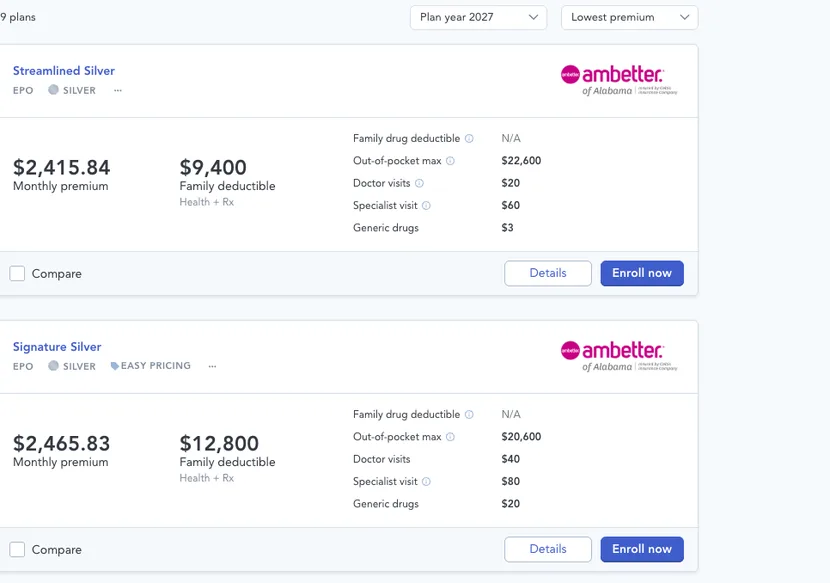 9 plans
Plan year 2027
Lowest premium
Streamlined Silver
EPO SILVER ...
ambetter.
of Alabama
$2,415.84
Monthly premium
$9,400
Family deductible
Health + Rx
Family drug deductible N/A
Out-of-pocket max $22,600
Doctor visits $20
Specialist visit $60
Generic drugs $3
Compare
Details
Enroll now
Signature Silver
EPO SILVER EASY PRICING ...
ambetter.
of Alabama
$2,465.83
Monthly premium
$12,800
Family deductible
Health + Rx
Family drug deductible N/A
Out-of-pocket max $20,600
Doctor visits $40
Specialist visit $80
Generic drugs $20
Compare
Details
Enroll now